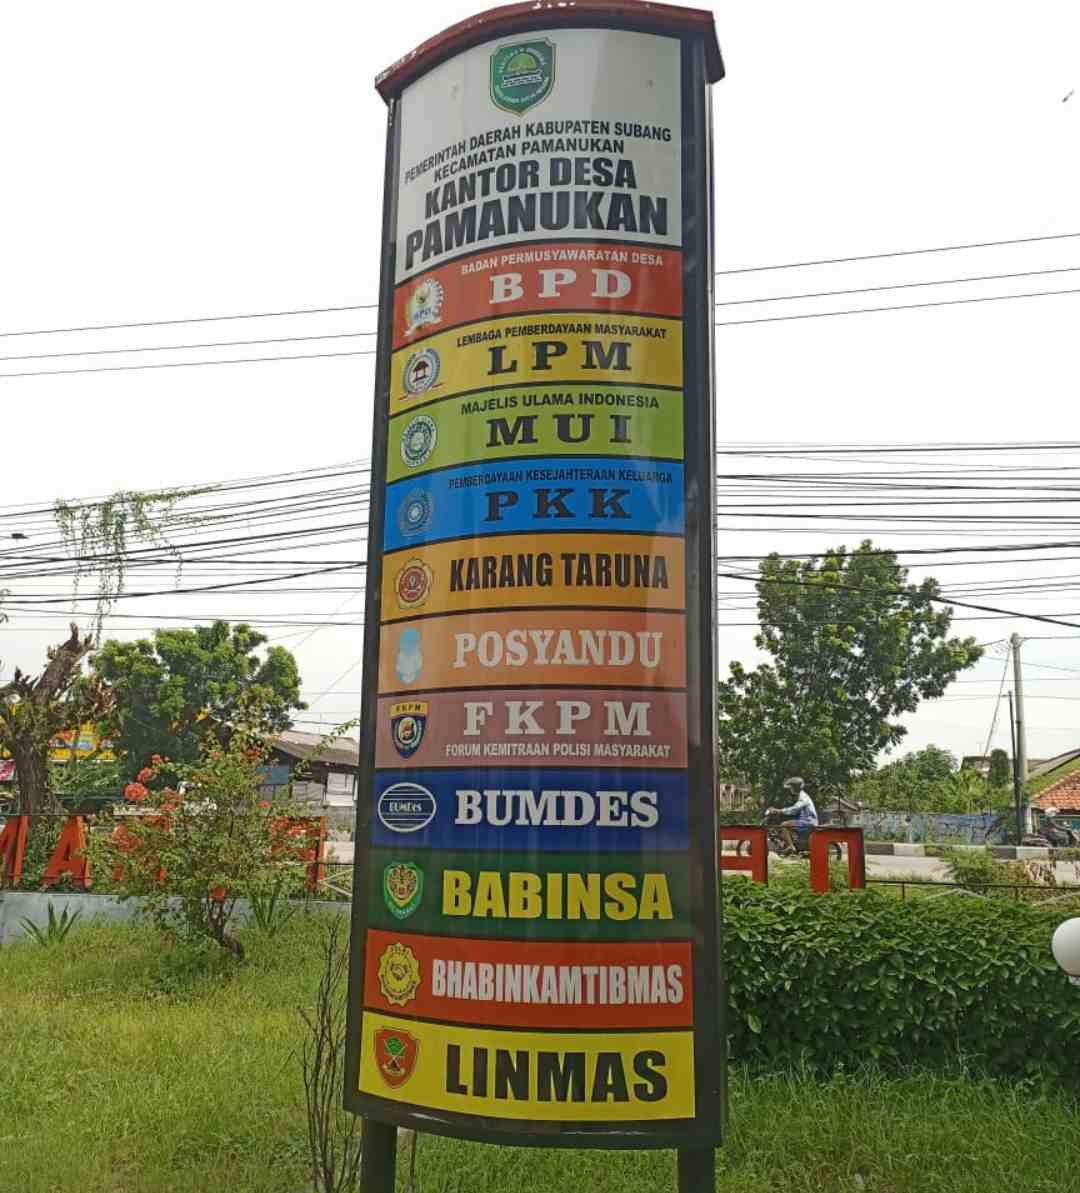 PEMERINTAH DAERAH KABUPATEN SUBANG
KECAMATAN PAMANUKAN
KANTOR DESA
PAMANUKAN
BADAN PERMUSYAWARATAN DESA
BPD
LEMBAGA PEMBERDAYAAN MASYARAKAT
LPM
MAJELIS ULAMA INDONESIA
MUI
PEMBERDAYAAN KESEJAHTERAAN KELUARGA
PKK
KARANG TARUNA
POSYANDU
FKPM
FKPM
FORUM KEMITRAAN POLISI MASYARAKAT
BUMDes
BUMDES
BABINSA
BHABINKAMTIBMAS
LINMAS